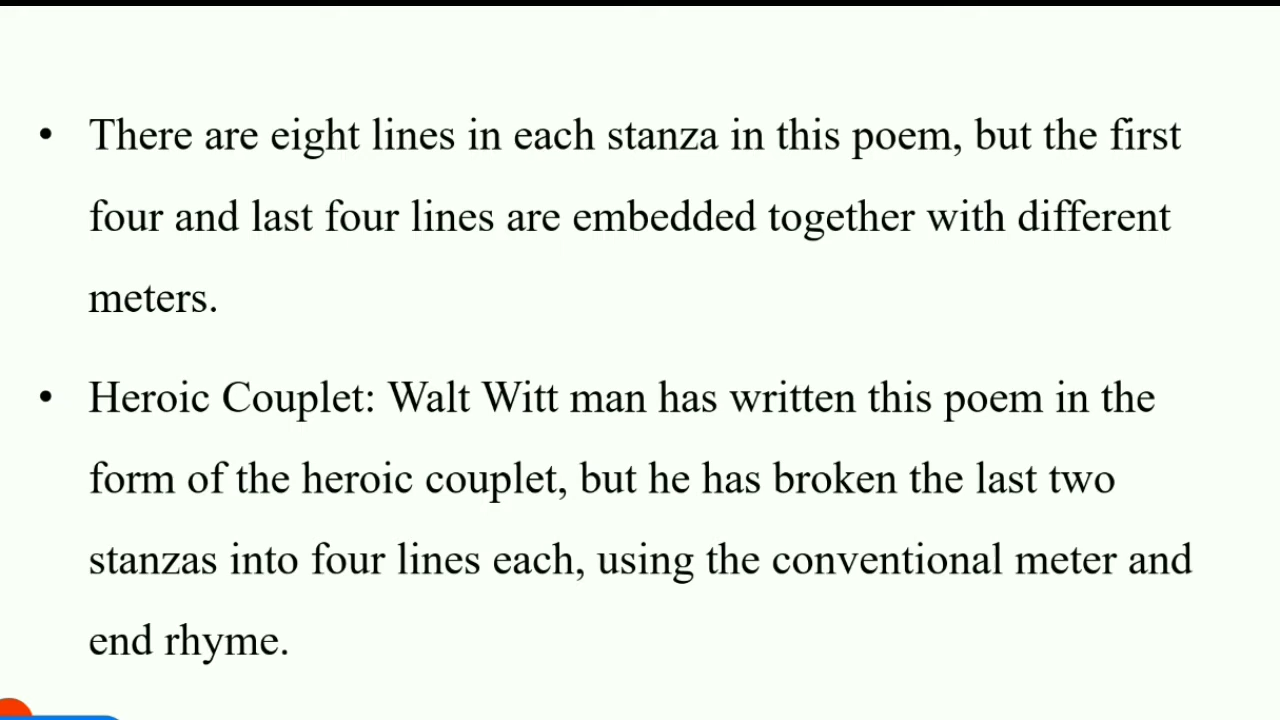 • There are eight lines in each stanza in this poem, but the first
four and last four lines are embedded together with different
meters.
• Heroic Couplet: Walt Witt man has written this poem in the
form of the heroic couplet, but he has broken the last two
stanzas into four lines each, using the conventional meter and
end rhyme.